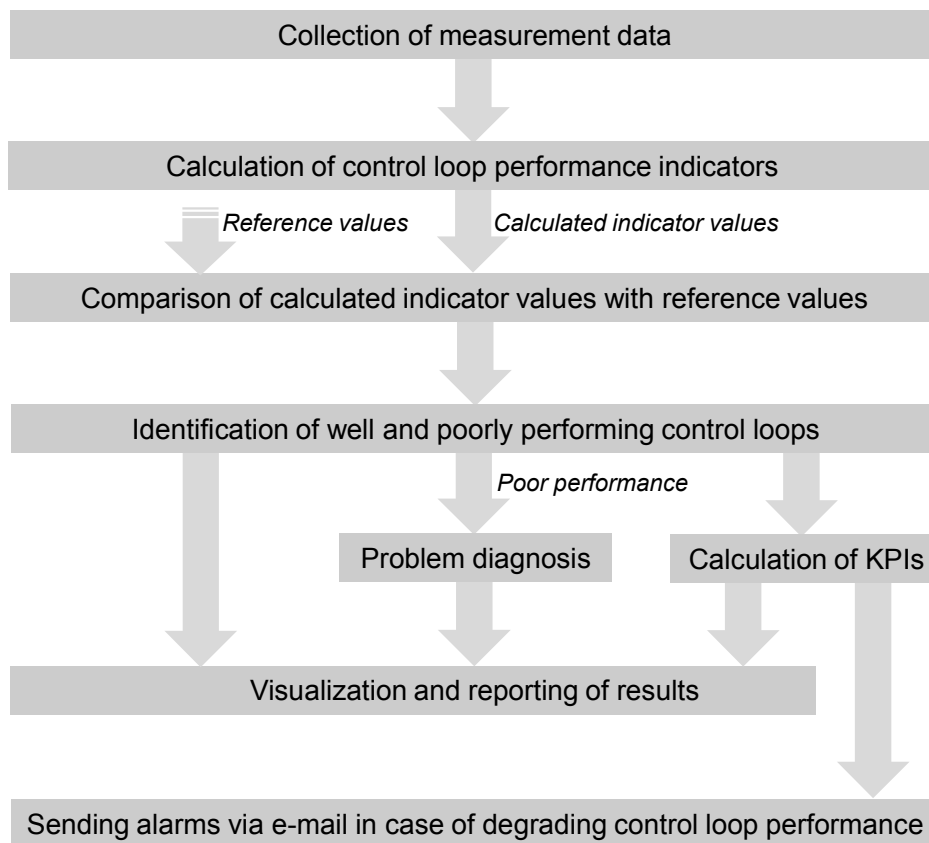 Collection of measurement data
Calculation of control loop performance indicators
Reference values
Calculated indicator values
Comparison of calculated indicator values with reference values
Identification of well and poorly performing control loops
Poor performance
Problem diagnosis
Calculation of KPIs
Visualization and reporting of results
Sending alarms via e-mail in case of degrading control loop performance